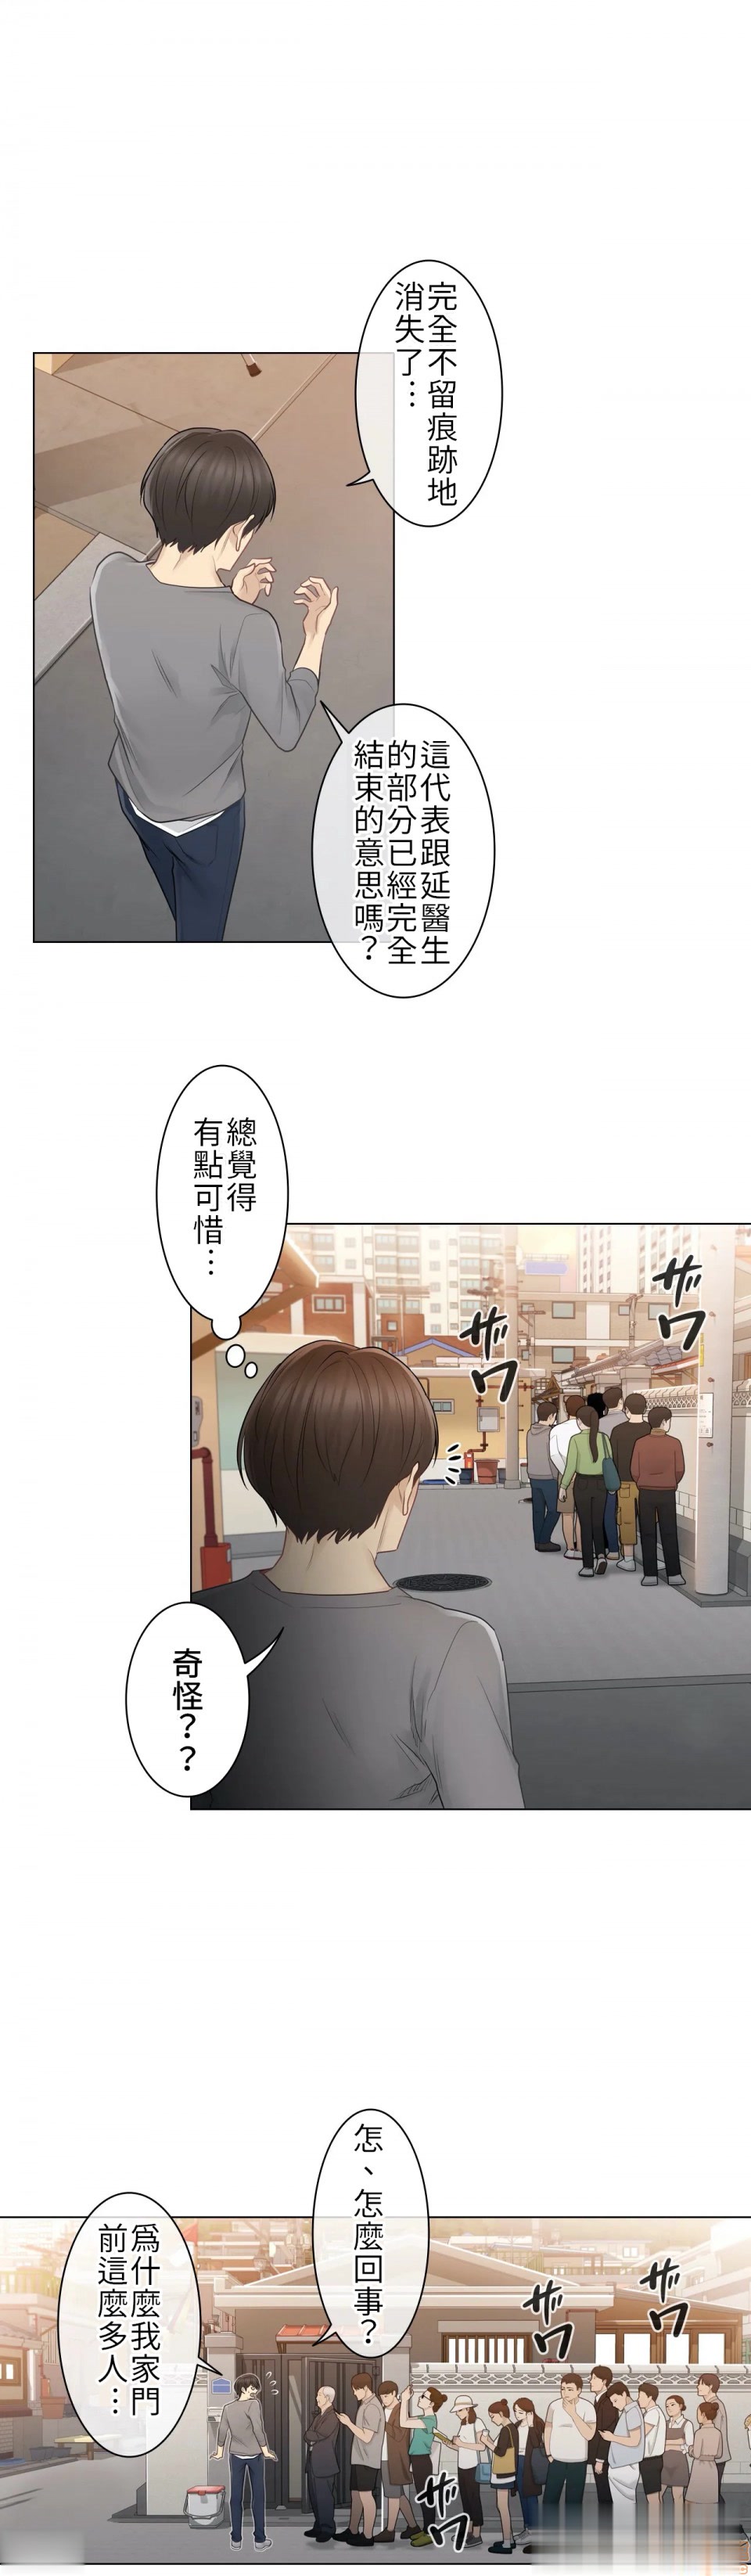 完全不留痕跡地
消失了…
這代表跟延醫生
的部分已經完全
結束的意思嗎？
總覺得
有點可惜…
ザワ
ザワ
奇怪？？
怎、怎麼回事？
爲什麼我家門
前這麼多人…
ザワ
ザワ
ザワ